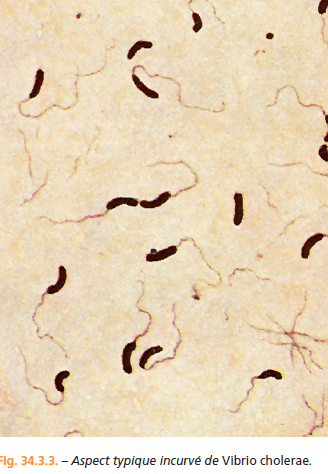 Fig. 34.3.3. – Aspect typique incurvé de Vibrio cholerae.